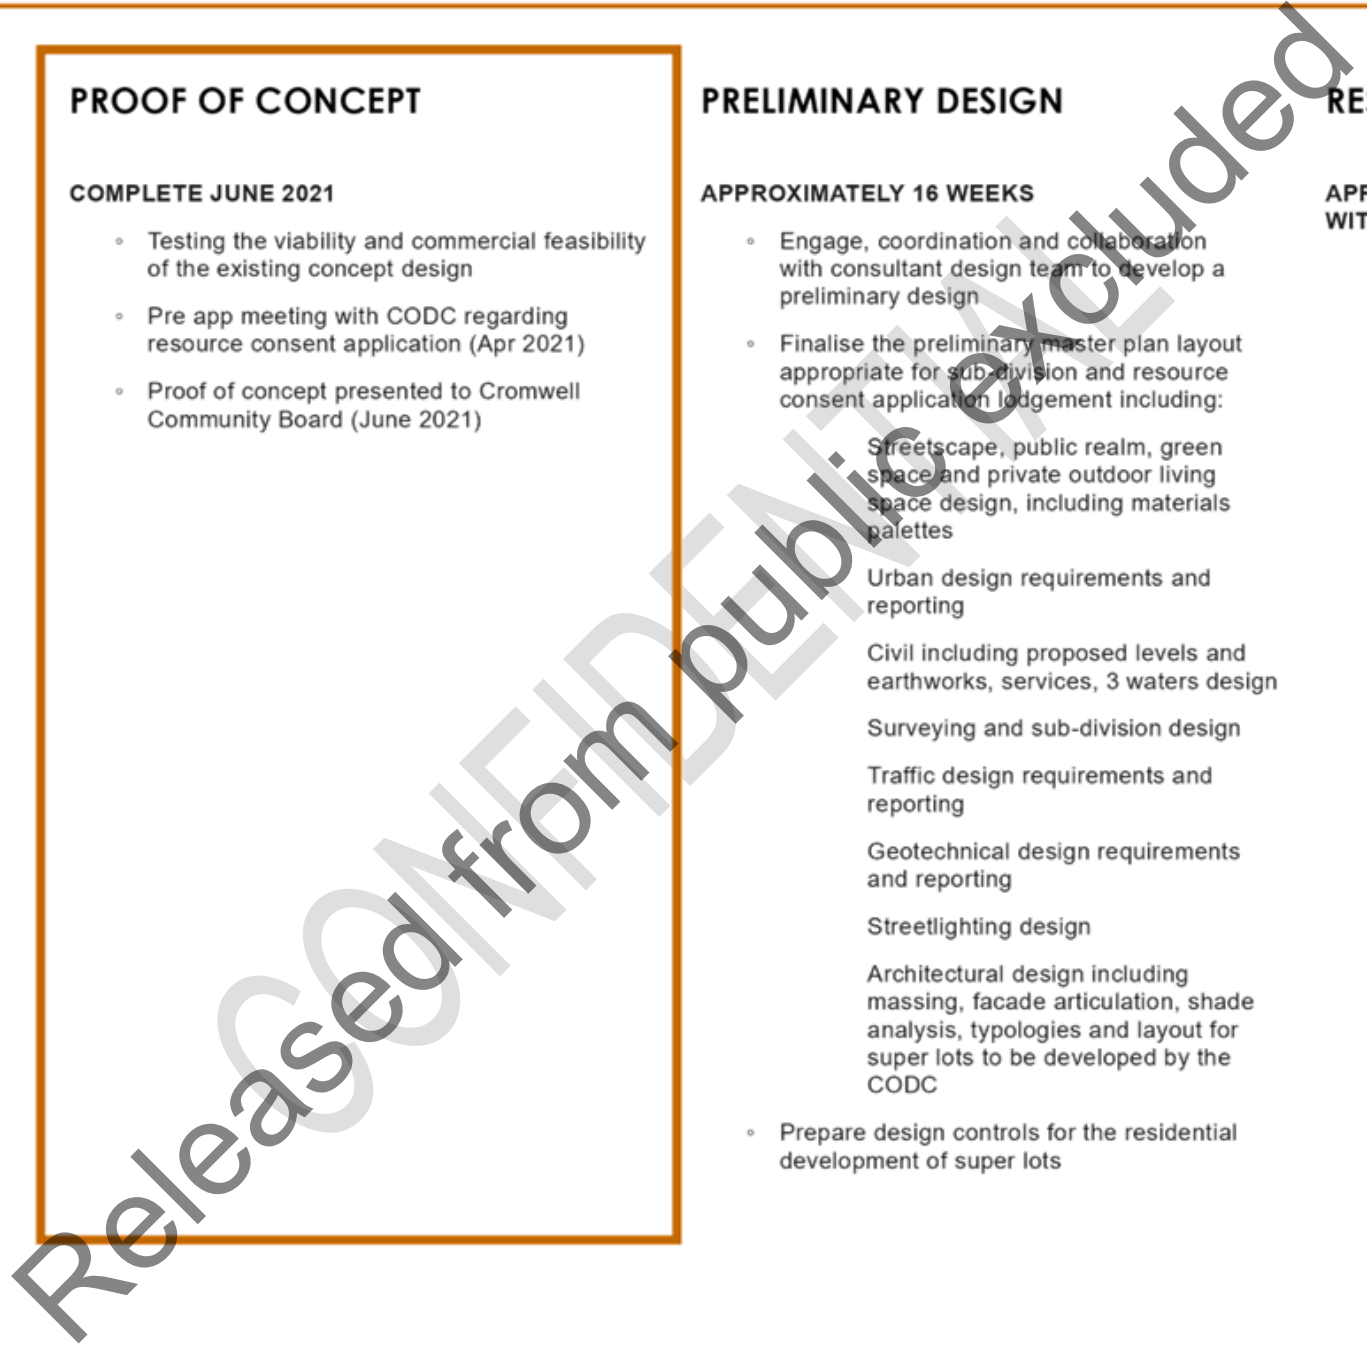 PROOF OF CONCEPT
COMPLETE JUNE 2021
◦ Testing the viability and commercial feasibility
of the existing concept design
◦ Pre app meeting with CODC regarding
resource consent application (Apr 2021)
◦ Proof of concept presented to Cromwell
Community Board (June 2021)
PRELIMINARY DESIGN
APPROXIMATELY 16 WEEKS
◦ Engage, coordination and collaboration
with consultant design team to develop a
preliminary design
◦ Finalise the preliminary master plan layout
appropriate for sub-division and resource
consent application lodgement including:
Streetscape, public realm, green
space and private outdoor living
space design, including materials
palettes
Urban design requirements and
reporting
Civil including proposed levels and
earthworks, services, 3 waters design
Surveying and sub-division design
Traffic design requirements and
reporting
Geotechnical design requirements
and reporting
Streetlighting design
Architectural design including
massing, facade articulation, shade
analysis, typologies and layout for
super lots to be developed by the
CODC
◦ Prepare design controls for the residential
development of super lots
RE
APP
WIT
CONFIDENTIAL
Released from public excluded